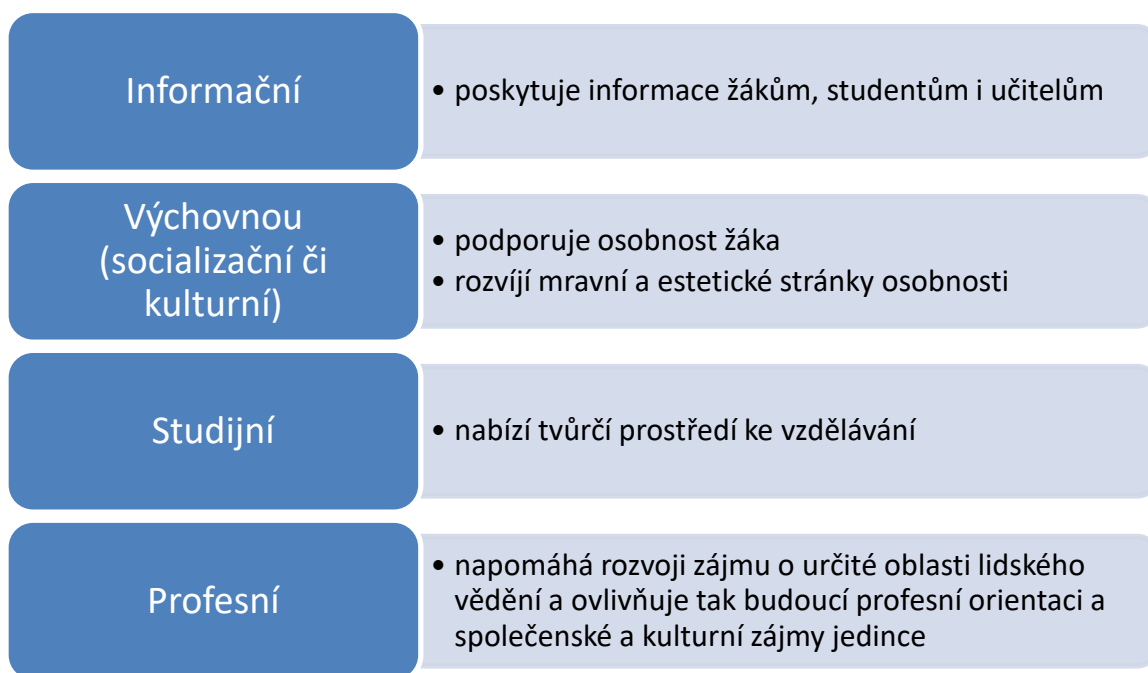 Informační
• poskytuje informace žákům, studentům i učitelům
Výchovnou
(socializační či
kulturní)
• podporuje osobnost žáka
• rozvíjí mravní a estetické stránky osobnosti
Studijní
• nabízí tvůrčí prostředí ke vzdělávání
Profesní
• napomáhá rozvoji zájmu o určité oblasti lidského
vědění a ovlivňuje tak budoucí profesní orientaci a
společenské a kulturní zájmy jedince